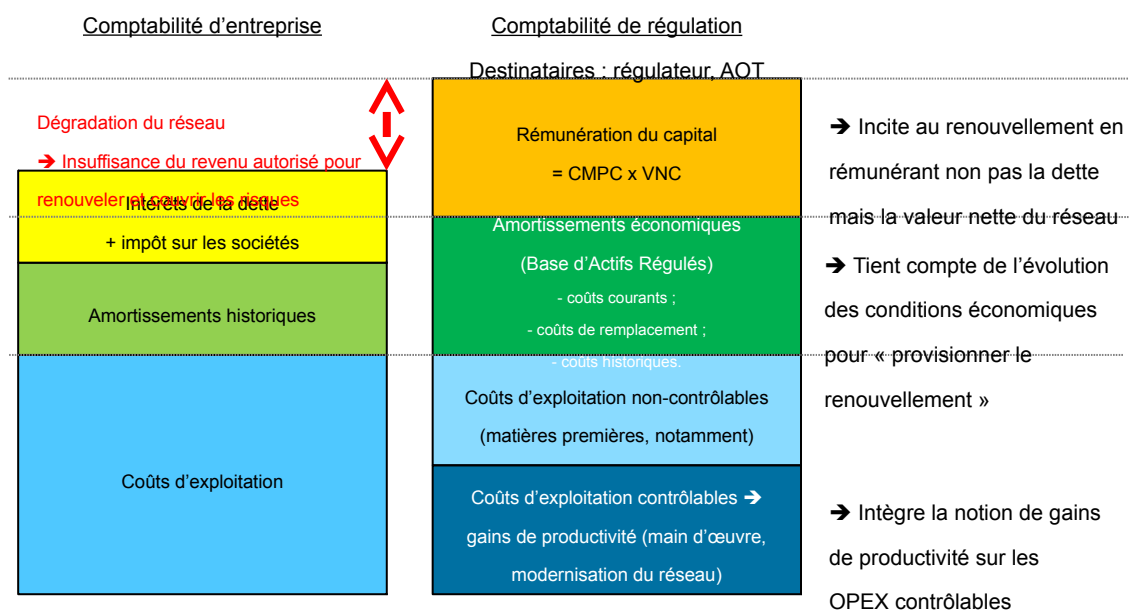 Comptabilité d’entreprise
Dégradation du réseau
➔ Insuffisance du revenu autorisé pour
renouveler et couvrir les risques
Intérêts de la dette
+ impôt sur les sociétés
Amortissements historiques
Coûts d’exploitation
Comptabilité de régulation
Destinataires : régulateur, AOT
Rémunération du capital
= CMPC x VNC
Amortissements économiques
(Base d’Actifs Régulés)
- coûts courants ;
- coûts de remplacement ;
- coûts historiques.
Coûts d’exploitation non-contrôlables
(matières premières, notamment)
Coûts d’exploitation contrôlables ➔
gains de productivité (main d’œuvre,
modernisation du réseau)
➔ Incite au renouvellement en
rémunérant non pas la dette
mais la valeur nette du réseau
➔ Tient compte de l’évolution
des conditions économiques
pour « provisionner le
renouvellement »
➔ Intègre la notion de gains
de productivité sur les
OPEX contrôlables